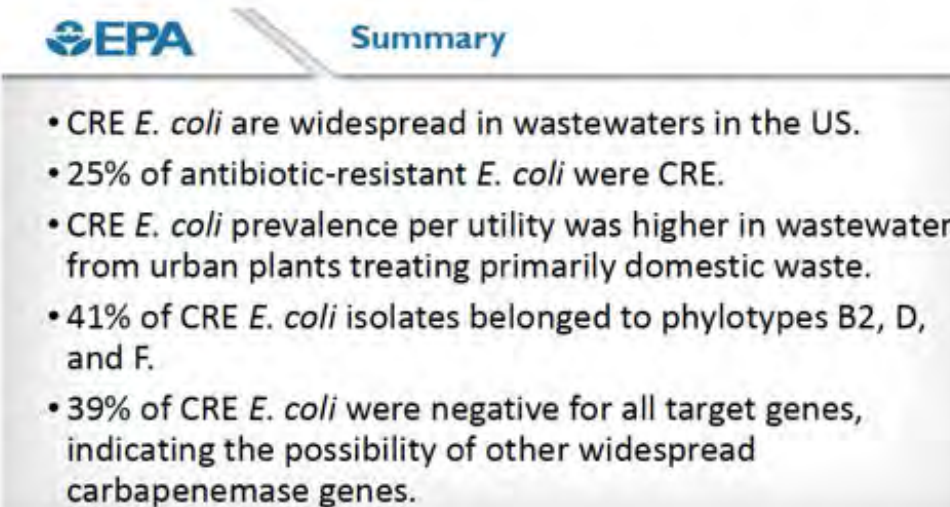 EPA
Summary
• CRE E. coli are widespread in wastewaters in the US.
• 25% of antibiotic-resistant E. coli were CRE.
• CRE E. coli prevalence per utility was higher in wastewater
from urban plants treating primarily domestic waste.
• 41% of CRE E. coli isolates belonged to phylotypes B2, D,
and F.
• 39% of CRE E. coli were negative for all target genes,
indicating the possibility of other widespread
carbapenemase genes.